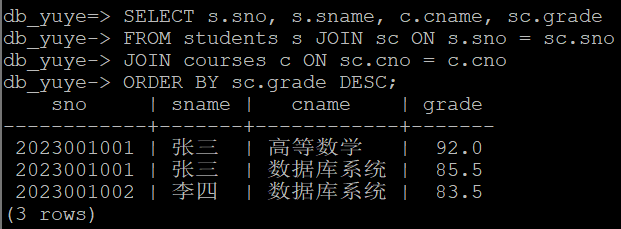 db_yuye=> SELECT s.sno, s.sname, c.cname, sc.grade
db_yuye-> FROM students s JOIN sc ON s.sno = sc.sno
db_yuye-> JOIN courses c ON sc.cno = c.cno
db_yuye-> ORDER BY sc.grade DESC;
    sno     | sname |   cname    | grade
------------+-------+------------+-------
 2023001001 | 张三  | 高等数学   |  92.0
 2023001001 | 张三  | 数据库系统 |  85.5
 2023001002 | 李四  | 数据库系统 |  83.5
(3 rows)